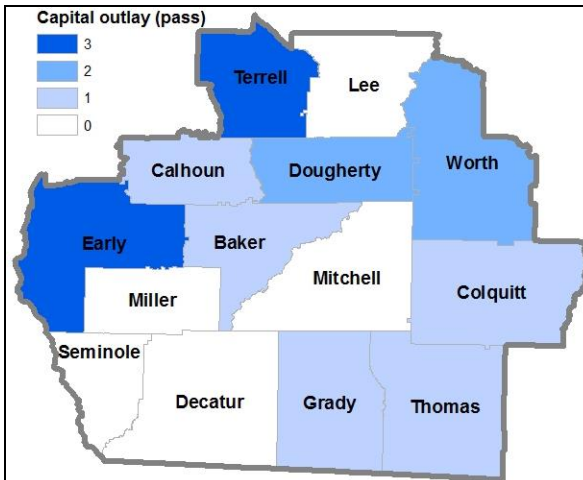 Capital outlay (pass)
3
2
1
0
Terrell
Lee
Calhoun
Dougherty
Worth
Early
Baker
Mitchell
Miller
Colquitt
Seminole
Decatur
Grady
Thomas